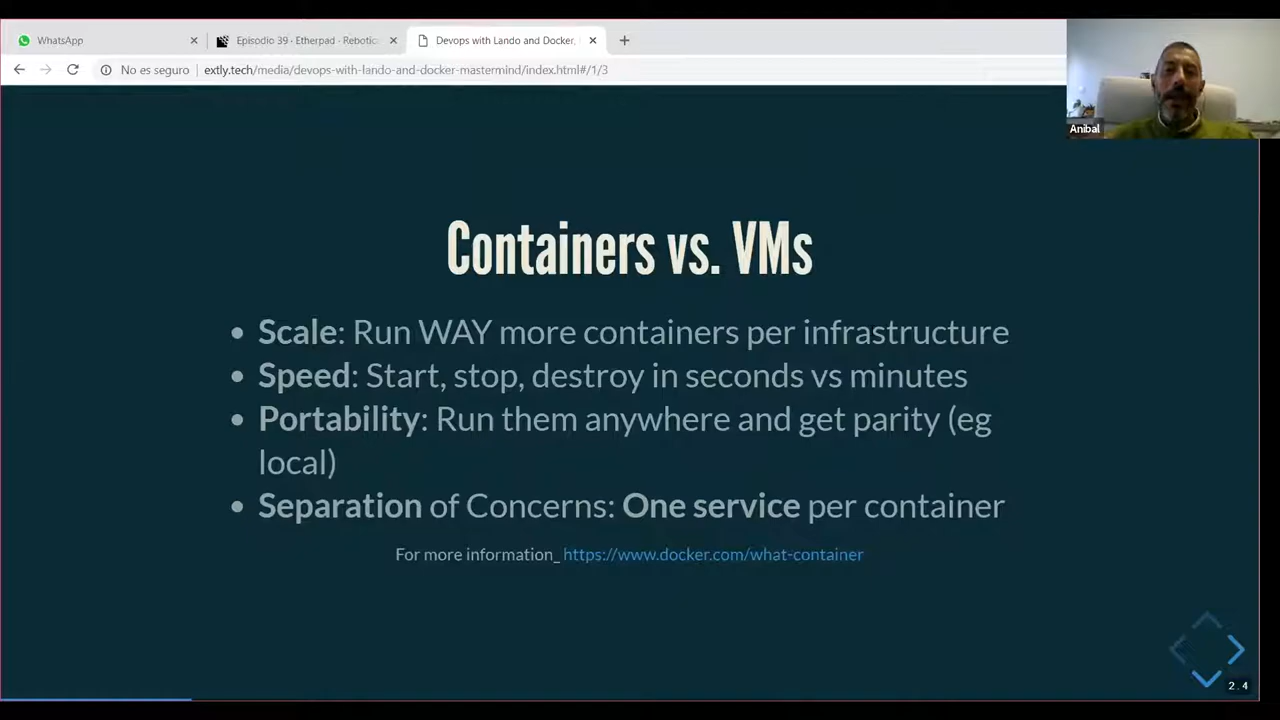 WhatsApp
Episodio 39 - Etherpad - Robotic
Devops with Lando and Docker.
No es seguro
extly.tech/media/devops-with-lando-and-docker-mastermind/index.html#/1/3
Anibal
Containers vs. VMs
Scale: Run WAY more containers per infrastructure
Speed: Start, stop, destroy in seconds vs minutes
Portability: Run them anywhere and get parity (eg
local)
Separation of Concerns: One service per container
For more information_ https://www.docker.com/what-container
2.4